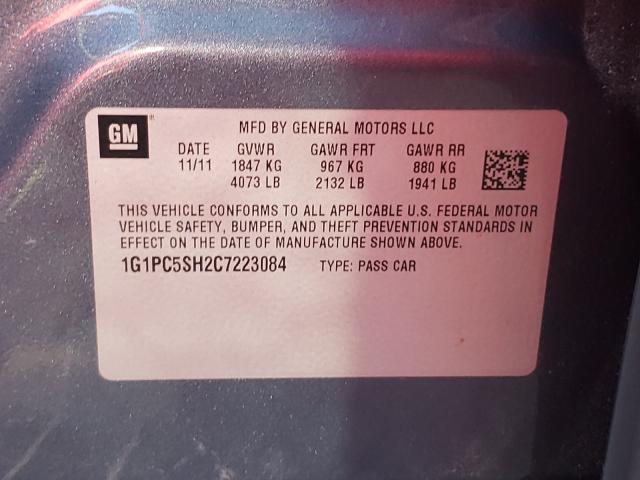 GM
MFD BY GENERAL MOTORS LLC
DATE GVWR GAWR FRT GAWR RR
11/11 1847 KG 967 KG 880 KG
4073 LB 2132 LB 1941 LB
THIS VEHICLE CONFORMS TO ALL APPLICABLE U.S. FEDERAL MOTOR
VEHICLE SAFETY, BUMPER, AND THEFT PREVENTION STANDARDS IN
EFFECT ON THE DATE OF MANUFACTURE SHOWN ABOVE.
1G1PC5SH2C7223084 TYPE: PASS CAR